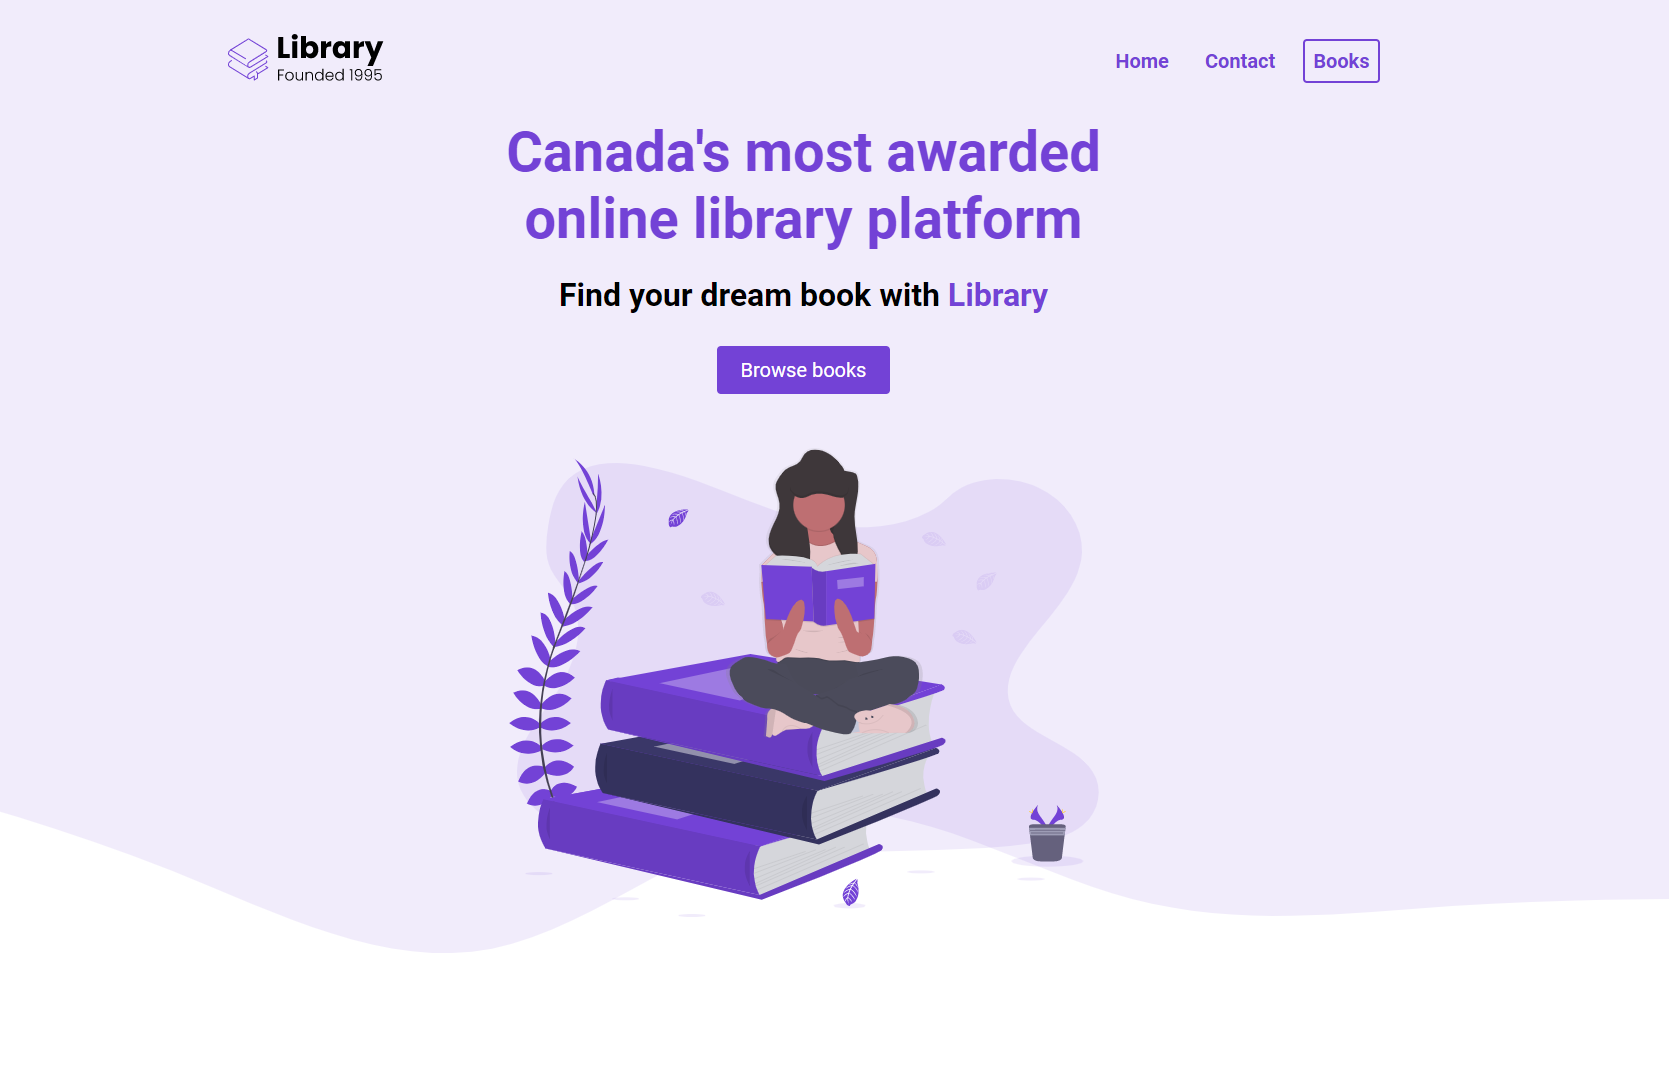 Library
Founded 1995
Home
Contact
Books
Canada's most awarded
online library platform
Find your dream book with Library
Browse books